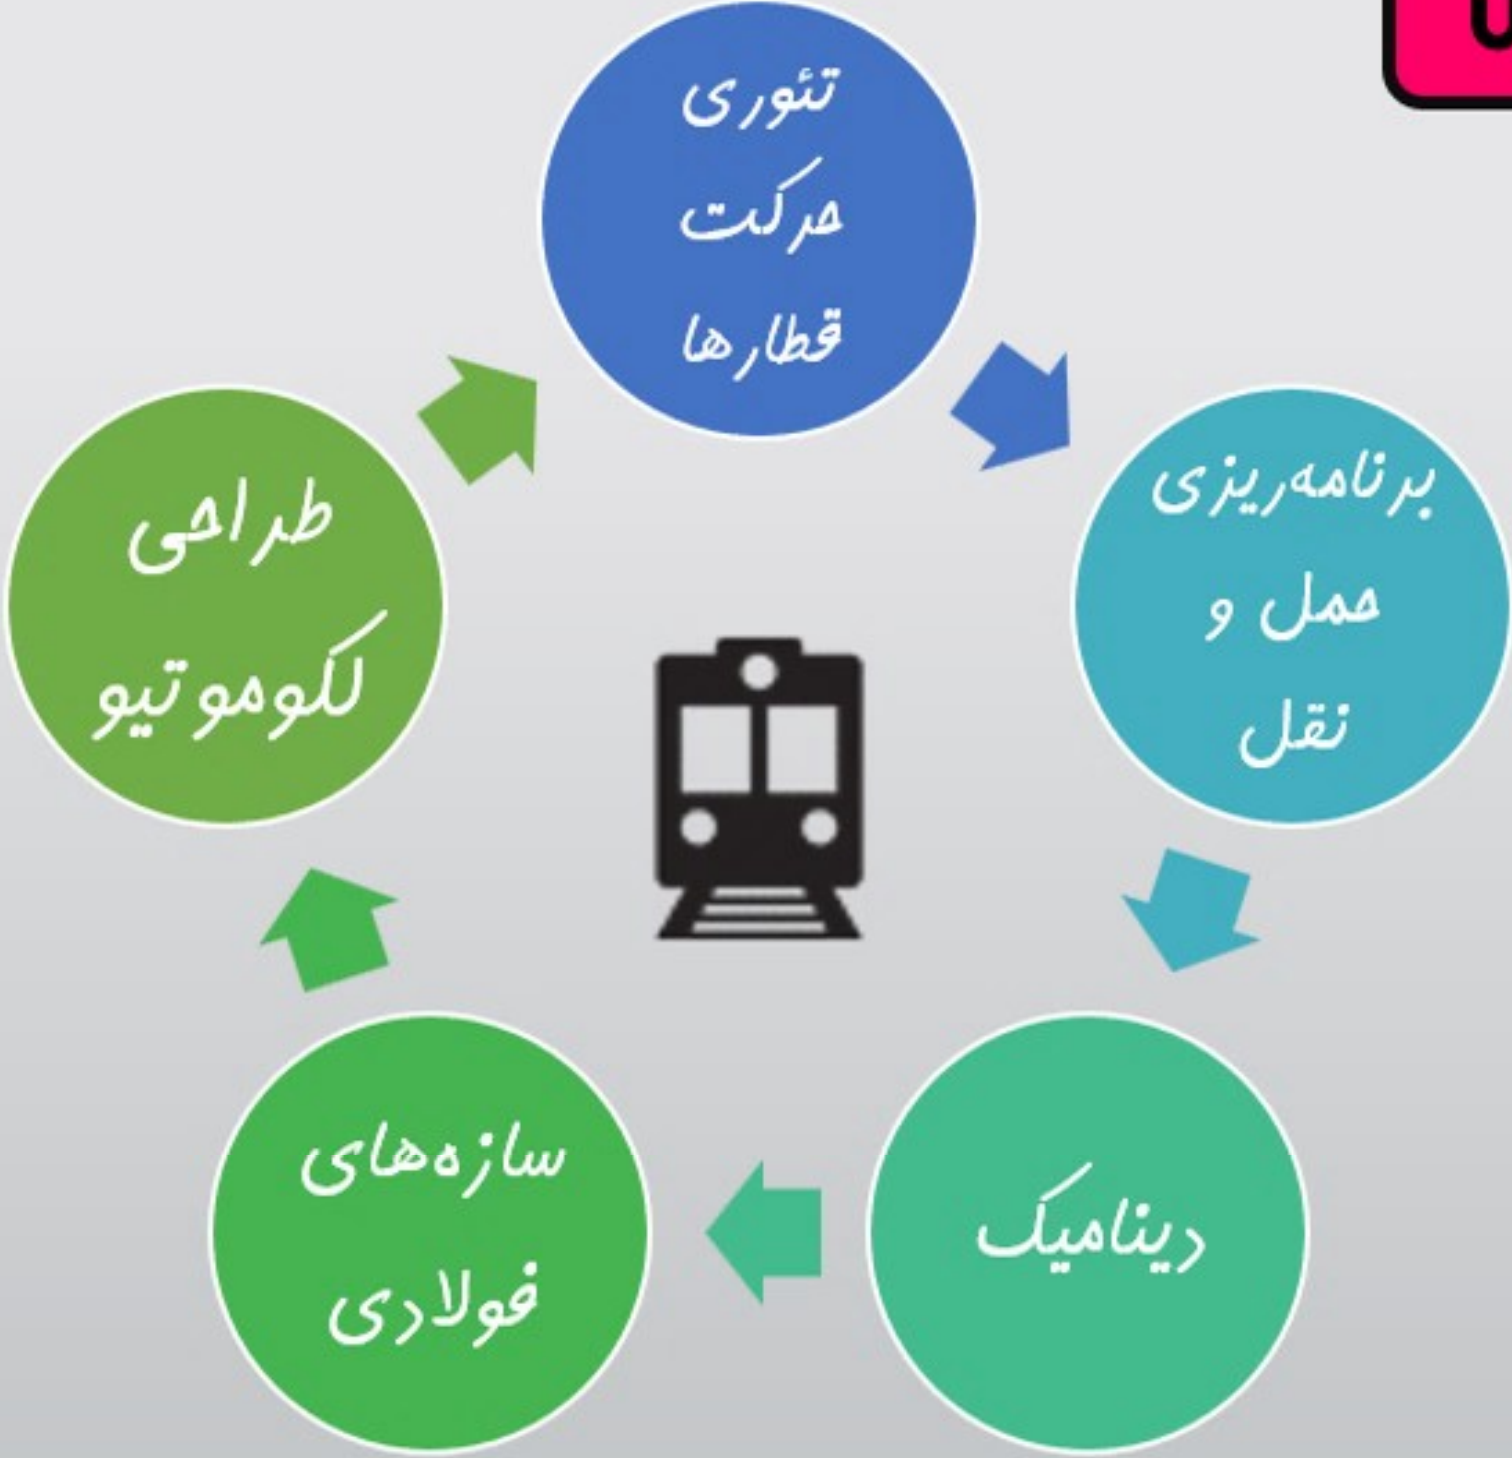 تئوری
حرکت
قطارها
برنامه‌ریزی
حمل و
نقل
دینامیک
سازه‌های
فولادی
طراحی
لکوموتیو